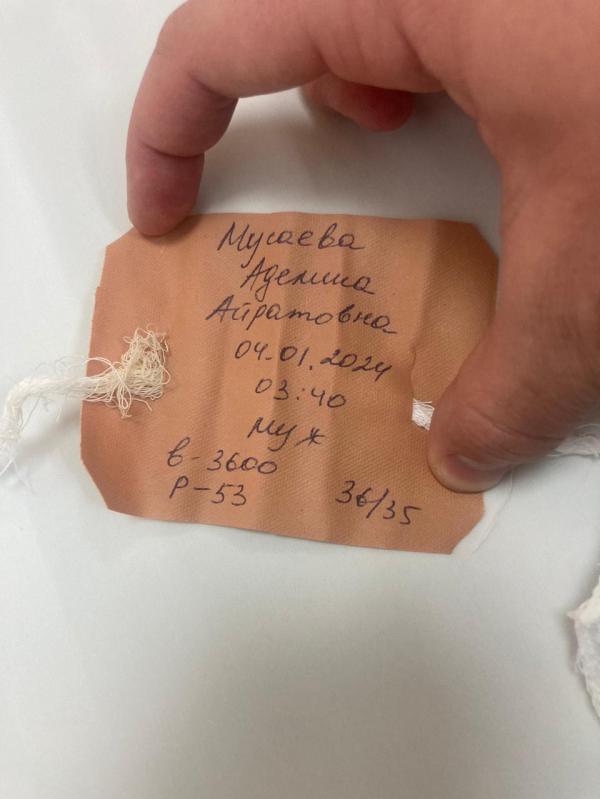 Мусаева
Аделина
Айратовна
04.01.2024
03:40
муж
в-3600
Р-53 36/35